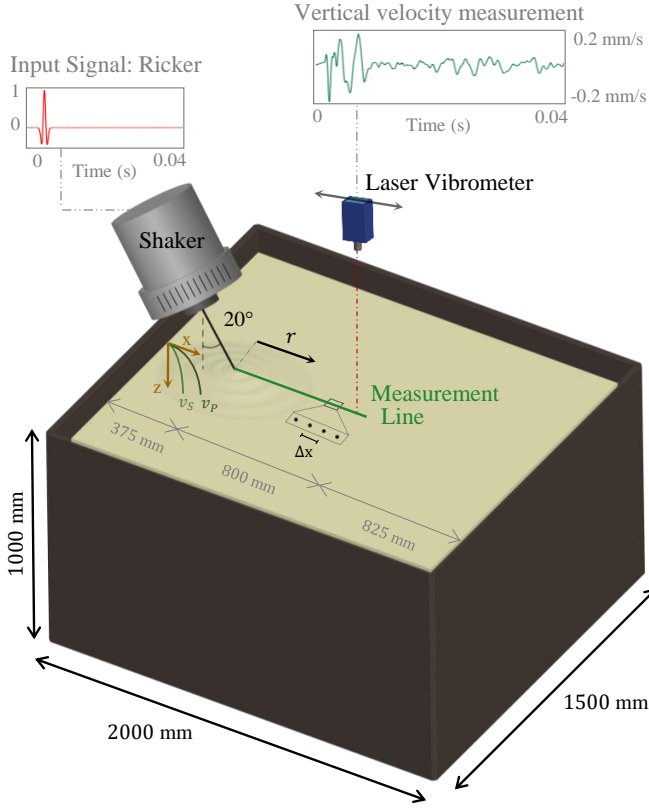 Vertical velocity measurement
0.2 mm/s
-0.2 mm/s
0
0.04
Time (s)
Input Signal: Ricker
1
0
0
0.04
Time (s)
Laser Vibrometer
Shaker
20°
r
x
z
v_S
v_P
Measurement
Line
Δx
375 mm
800 mm
825 mm
1000 mm
2000 mm
1500 mm